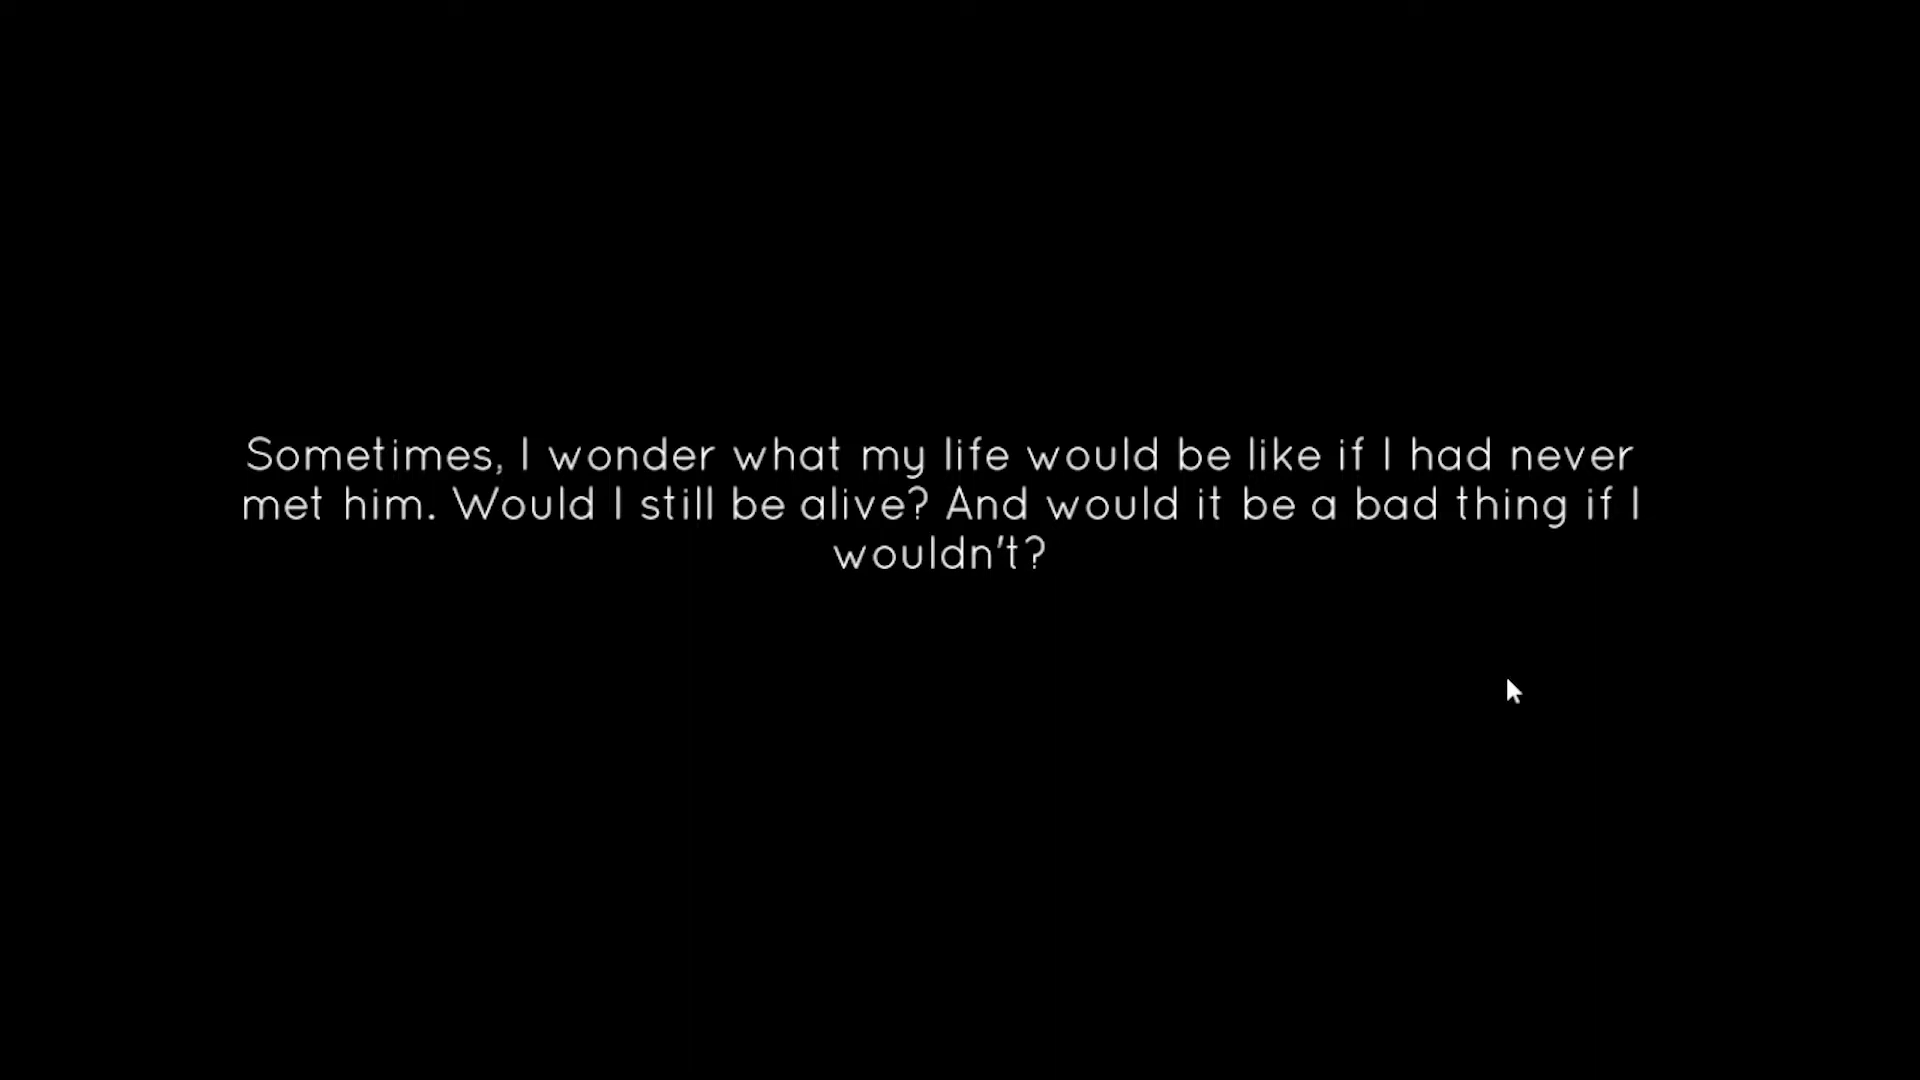 Sometimes, I wonder what my life would be like if I had never
met him. Would I still be alive? And would it be a bad thing if I
wouldn't?